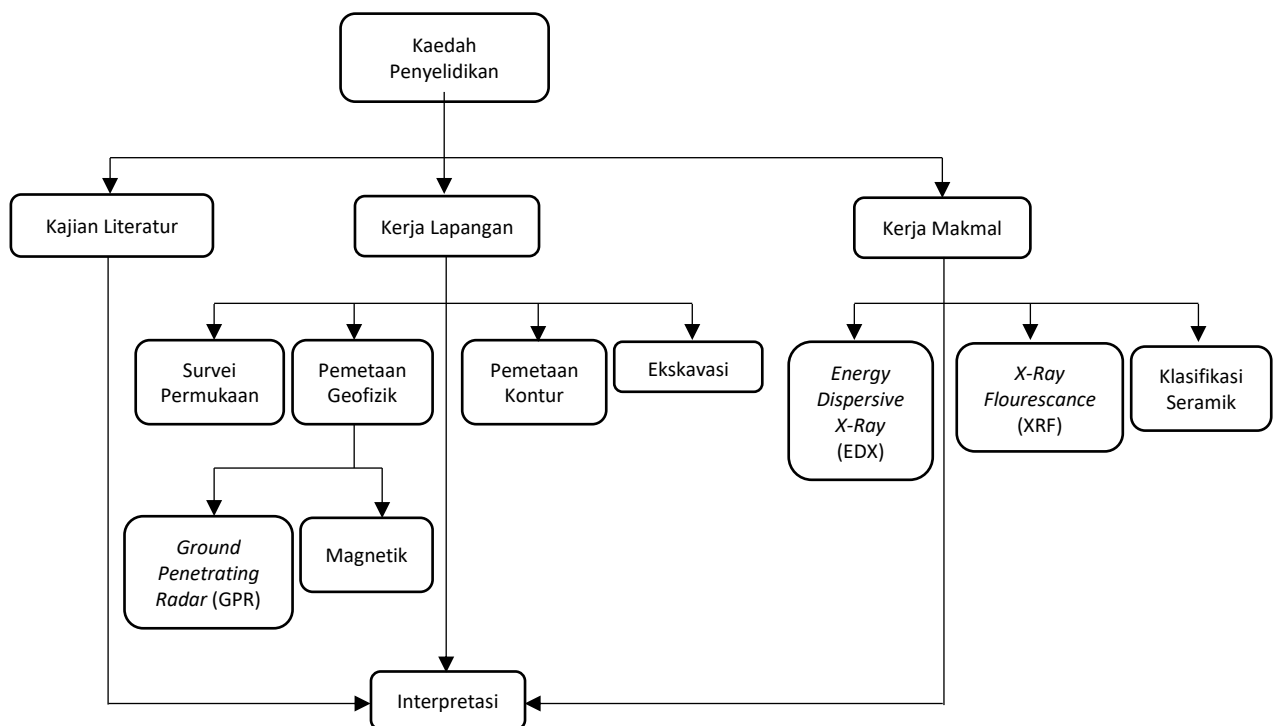 Kaedah
Penyelidikan
Kajian Literatur
Kerja Lapangan
Kerja Makmal
Survei
Permukaan
Pemetaan
Geofizik
Pemetaan
Kontur
Ekskavasi
Energy
Dispersive
X-Ray
(EDX)
X-Ray
Flourescance
(XRF)
Klasifikasi
Seramik
Ground
Penetrating
Radar (GPR)
Magnetik
Interpretasi